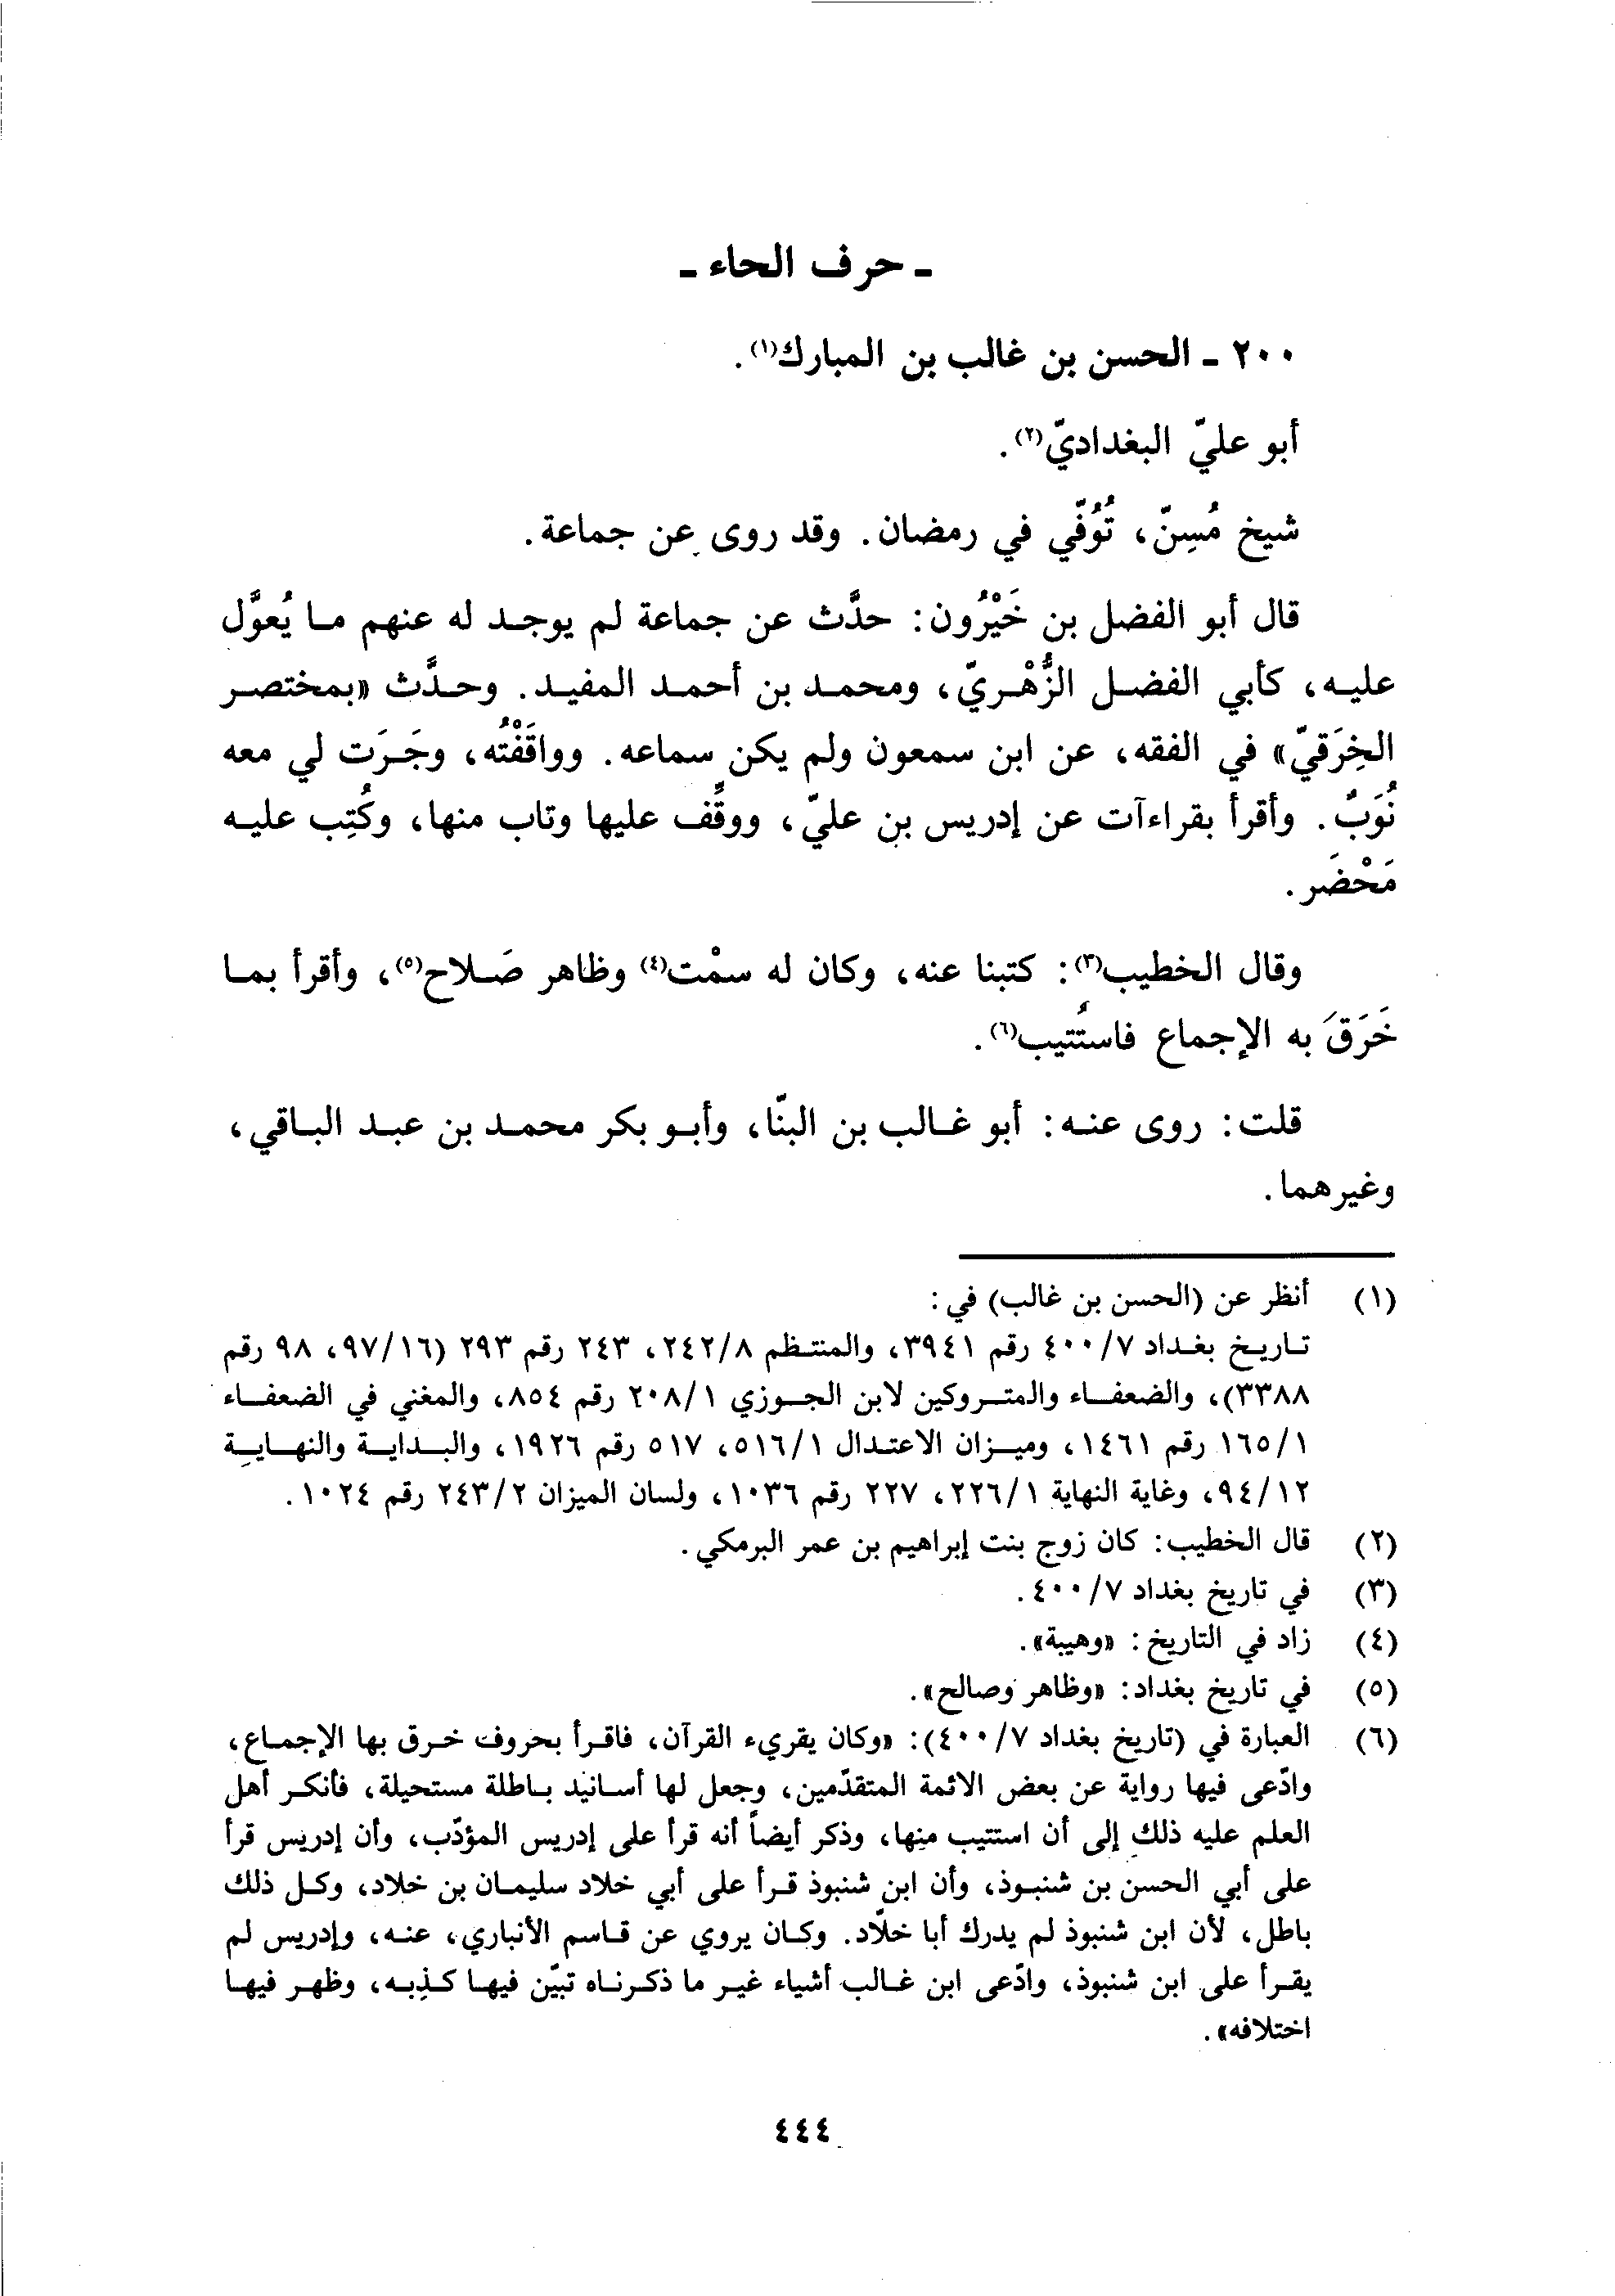 - حرف الحاء -
٢٠٠ - الحسن بن غالب بن المبارك(١).
أبو عليّ البغداديّ(٢).
شيخ مُسِنّ، تُوُفّي في رمضان. وقد روى عن جماعة.
قال أبو الفضل بن خَيْرُون: حدَّث عن جماعة لم يوجد له عنهم ما يُعوَّل
عليه، كأبي الفضل الزُّهْريّ، ومحمد بن أحمد المفيد. وحدَّث «بمختصر
الخِرَقيّ» في الفقه، عن ابن سمعون ولم يكن سماعه. وواقَفْتُه، وجَرَت لي معه
نُوَبٌ. وأقرأ بقراءآت عن إدريس بن عليّ، ووقِّف عليها وتاب منها، وكُتِب عليه
مَحْضَر.
وقال الخطيب(٣): كتبنا عنه، وكان له سمْت(٤) وظاهر صَلاح(٥)، وأقرأ بما
خَرَقَ به الإجماع فاستُتيب(٦).
قلت: روى عنه: أبو غالب بن البنّا، وأبو بكر محمد بن عبد الباقي،
وغيرهما.
(١) أنظر عن (الحسن بن غالب) في:
تاريخ بغداد ٤٠٠/٧ رقم ٣٩٤١، والمنتظم ٢٤٢/٨، ٢٤٣ رقم ٢٩٣ (٩٧/١٦، ٩٨ رقم
٣٣٨٨)، والضعفاء والمتروكين لابن الجوزي ٢٠٨/١ رقم ٨٥٤، والمغني في الضعفاء
١٦٥/١ رقم ١٤٦١، وميزان الاعتدال ٥١٦/١، ٥١٧ رقم ١٩٢٦، والبداية والنهاية
٩٤/١٢، وغاية النهاية ٢٢٦/١، ٢٢٧ رقم ١٠٣٦، ولسان الميزان ٢٤٣/٢ رقم ١٠٢٤.
(٢) قال الخطيب: كان زوج بنت إبراهيم بن عمر البرمكي.
(٣) في تاريخ بغداد ٤٠٠/٧.
(٤) زاد في التاريخ: «وهيبة».
(٥) في تاريخ بغداد: «وظاهر وصالح».
(٦) العبارة في (تاريخ بغداد ٤٠٠/٧): «وكان يقريء القرآن، فاقرأ بحروف خرق بها الإجماع،
وادّعى فيها رواية عن بعض الائمة المتقدّمين، وجعل لها أسانيد باطلة مستحيلة، فأنكر أهل
العلم عليه ذلك إلى أن استتيب منها، وذكر أيضاً أنه قرأ على إدريس المؤدّب، وأن إدريس قرأ
على أبي الحسن بن شنبوذ، وأن ابن شنبوذ قرأ على أبي خلاد سليمان بن خلاد، وكل ذلك
باطل، لأن ابن شنبوذ لم يدرك أبا خلّاد. وكان يروي عن قاسم الأنباري، عنه، وإدريس لم
يقرأ على ابن شنبوذ، وادّعى ابن غالب أشياء غير ما ذكرناه تبيّن فيها كذِبه، وظهر فيها
اختلافه».
٤٤٤